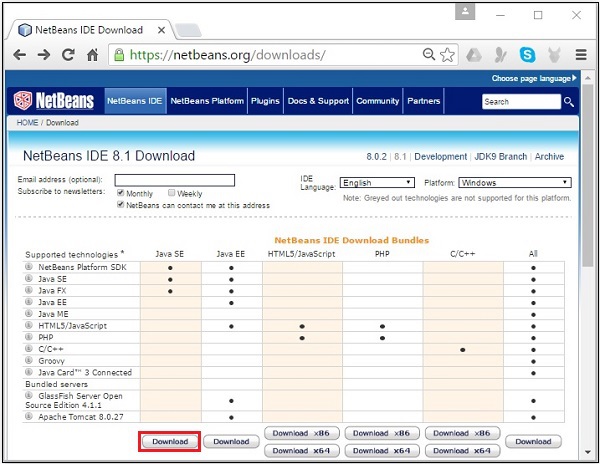 NetBeans IDE Download
https://netbeans.org/downloads/
Choose page language
NetBeans
NetBeans IDE NetBeans Platform Plugins Docs & Support Community Partners Search
HOME / Download
NetBeans IDE 8.1 Download
8.0.2 | 8.1 | Development | JDK9 Branch | Archive
Email address (optional):
Subscribe to newsletters: Monthly Weekly
NetBeans can contact me at this address
IDE Language: English Platform: Windows
Note: Greyed out technologies are not supported for this platform.
NetBeans IDE Download Bundles
Supported technologies * Java SE Java EE HTML5/JavaScript PHP C/C++ All
NetBeans Platform SDK
Java SE
Java FX
Java EE
Java ME
HTML5/JavaScript
PHP
C/C++
Groovy
Java Card™ 3 Connected
Bundled servers
GlassFish Server Open
Source Edition 4.1.1
Apache Tomcat 8.0.27
Download Download Download x86 Download x86 Download x86 Download
Download x64 Download x64 Download x64